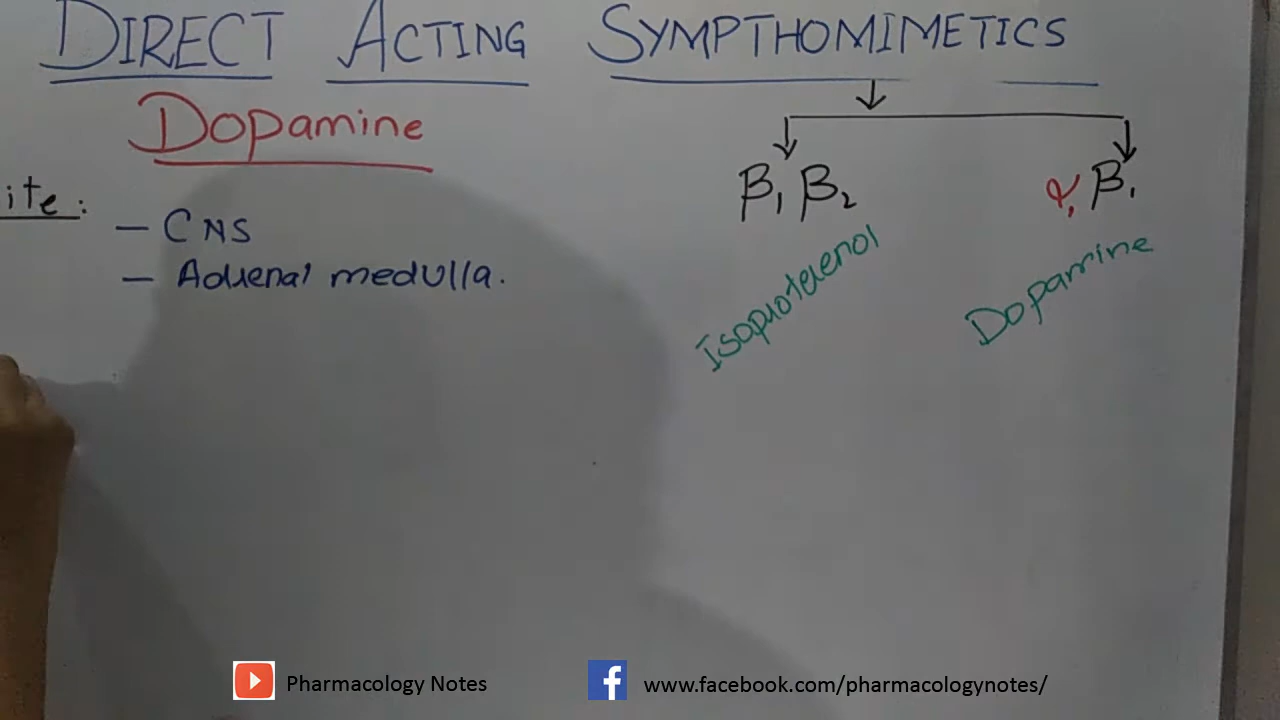 DIRECT ACTING SYMPTHOMIMETICS
Dopamine
ite:
– CNS
– Adrenal medulla.
β₁ β₂
α₁ β₁
Isoproterenol
Dopamine
Pharmacology Notes
www.facebook.com/pharmacologynotes/